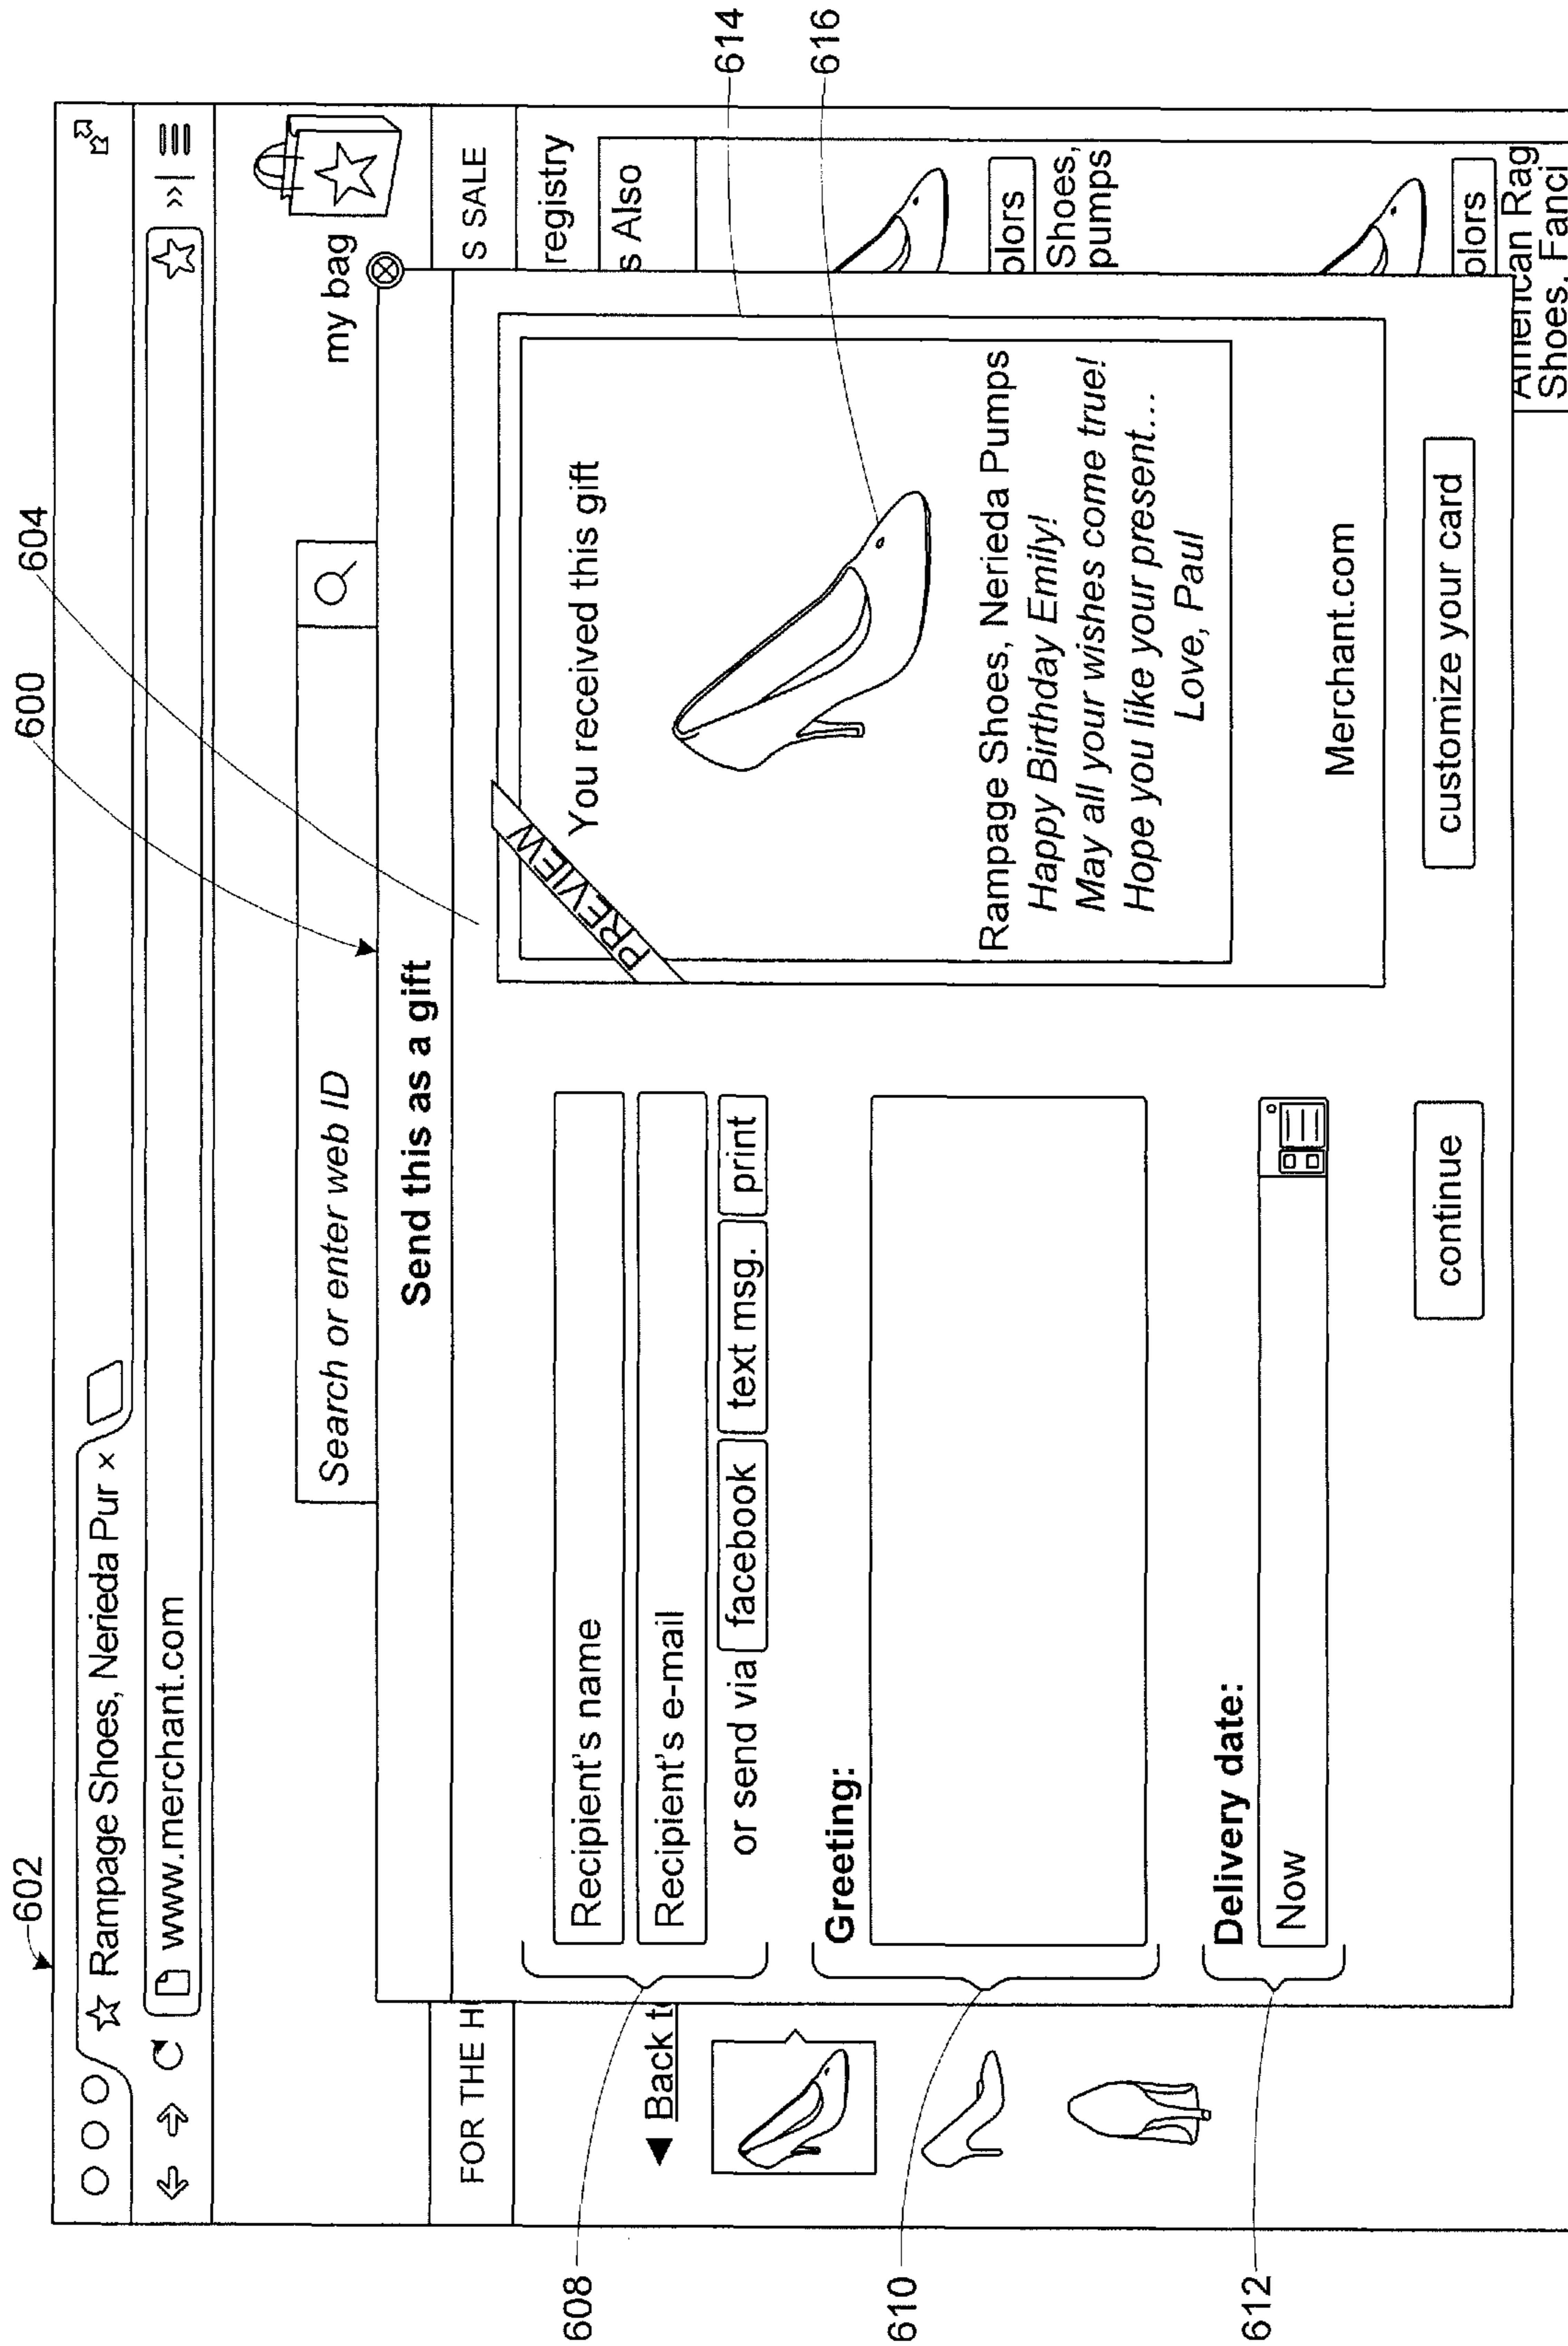 602
600
604
☆ Rampage Shoes, Nerieda Pur ×
www.merchant.com
Search or enter web ID
my bag
FOR THE H
S SALE
registry
Back t
s Also
Send this as a gift
608
Recipient's name
Recipient's e-mail
or send via facebook text msg. print
610
Greeting:
612
Delivery date:
Now
continue
PREVIEW
You received this gift
Rampage Shoes, Nerieda Pumps
Happy Birthday Emily!
May all your wishes come true!
Hope you like your present...
Love, Paul
Merchant.com
customize your card
614
616
olors
Shoes,
pumps
olors
American Rag
Shoes, Fanci